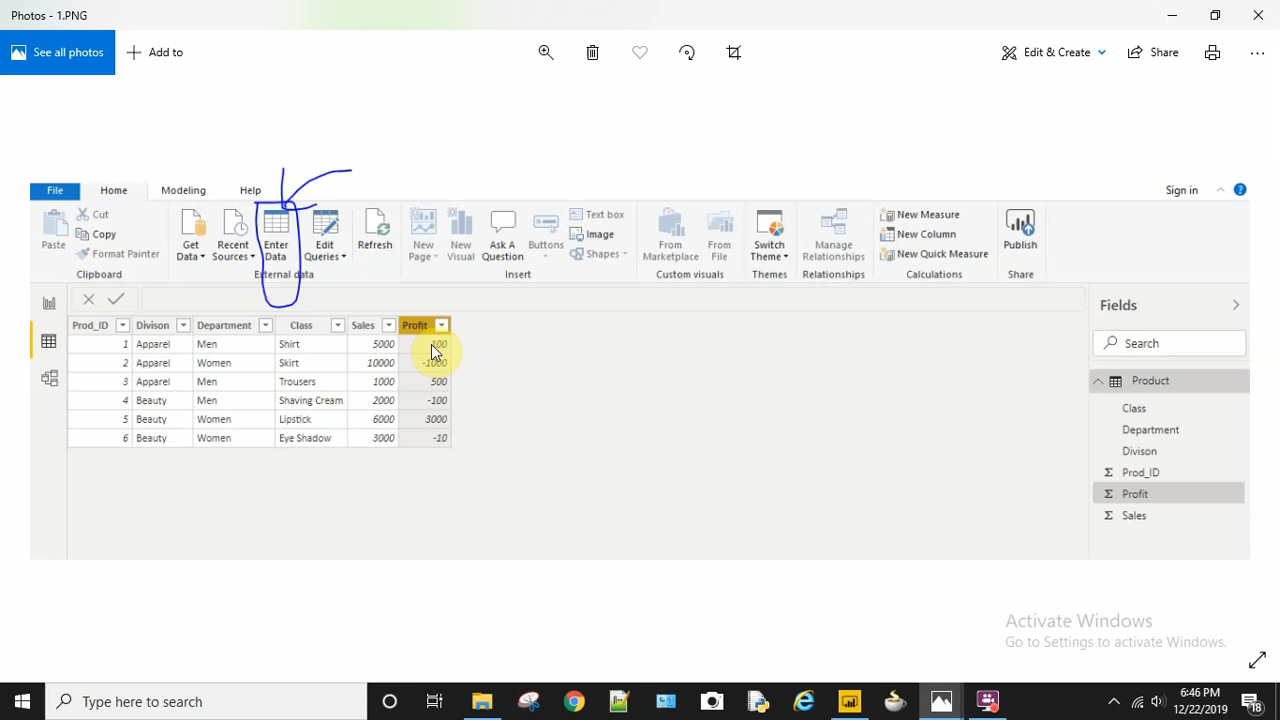 Photos - 1.PNG
See all photos
Add to
Edit & Create
Share
File
Home
Modeling
Help
Sign in
Paste
Cut
Copy
Format Painter
Clipboard
Get Data
Recent Sources
Enter Data
Edit Queries
Refresh
External data
New Page
New Visual
Ask A Question
Buttons
Text box
Image
Shapes
Insert
From Marketplace
From File
Custom visuals
Switch Theme
Themes
Manage Relationships
Relationships
New Measure
New Column
New Quick Measure
Calculations
Publish
Share
Prod_ID Divison Department Class Sales Profit
1 Apparel Men Shirt 5000 100
2 Apparel Women Skirt 10000 -1000
3 Apparel Men Trousers 1000 500
4 Beauty Men Shaving Cream 2000 -100
5 Beauty Women Lipstick 6000 3000
6 Beauty Women Eye Shadow 3000 -10
Fields
Search
Product
Class
Department
Divison
Prod_ID
Profit
Sales
Activate Windows
Go to Settings to activate Windows.
Type here to search
6:46 PM
12/22/2019
18